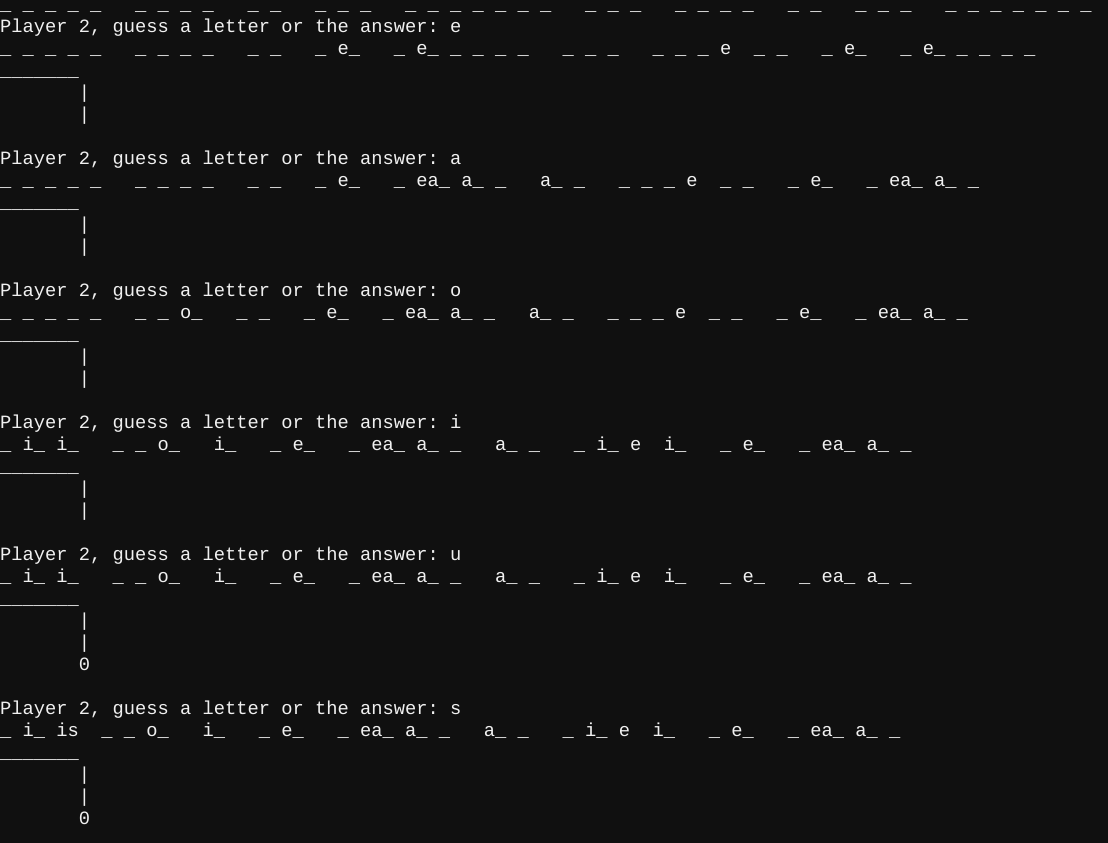 _ _ _ _ _   _ _ _ _   _ _   _ _ _   _ _ _ _ _ _ _   _ _ _   _ _ _ _   _ _   _ _ _   _ _ _ _ _ _ _
Player 2, guess a letter or the answer: e
_ _ _ _ _   _ _ _ _   _ _   _ e_   _ e_ _ _ _ _   _ _ _   _ _ _ e  _ _   _ e_   _ e_ _ _ _ _
_______
       |
       |
Player 2, guess a letter or the answer: a
_ _ _ _ _   _ _ _ _   _ _   _ e_   _ ea_ a_ _   a_ _   _ _ _ e  _ _   _ e_   _ ea_ a_ _
_______
       |
       |
Player 2, guess a letter or the answer: o
_ _ _ _ _   _ _ o_   _ _   _ e_   _ ea_ a_ _   a_ _   _ _ _ e  _ _   _ e_   _ ea_ a_ _
_______
       |
       |
Player 2, guess a letter or the answer: i
_ i_ i_   _ _ o_   i_   _ e_   _ ea_ a_ _   a_ _   _ i_ e  i_   _ e_   _ ea_ a_ _
_______
       |
       |
Player 2, guess a letter or the answer: u
_ i_ i_   _ _ o_   i_   _ e_   _ ea_ a_ _   a_ _   _ i_ e  i_   _ e_   _ ea_ a_ _
_______
       |
       |
       0
Player 2, guess a letter or the answer: s
_ i_ is  _ _ o_   i_   _ e_   _ ea_ a_ _   a_ _   _ i_ e  i_   _ e_   _ ea_ a_ _
_______
       |
       |
       0